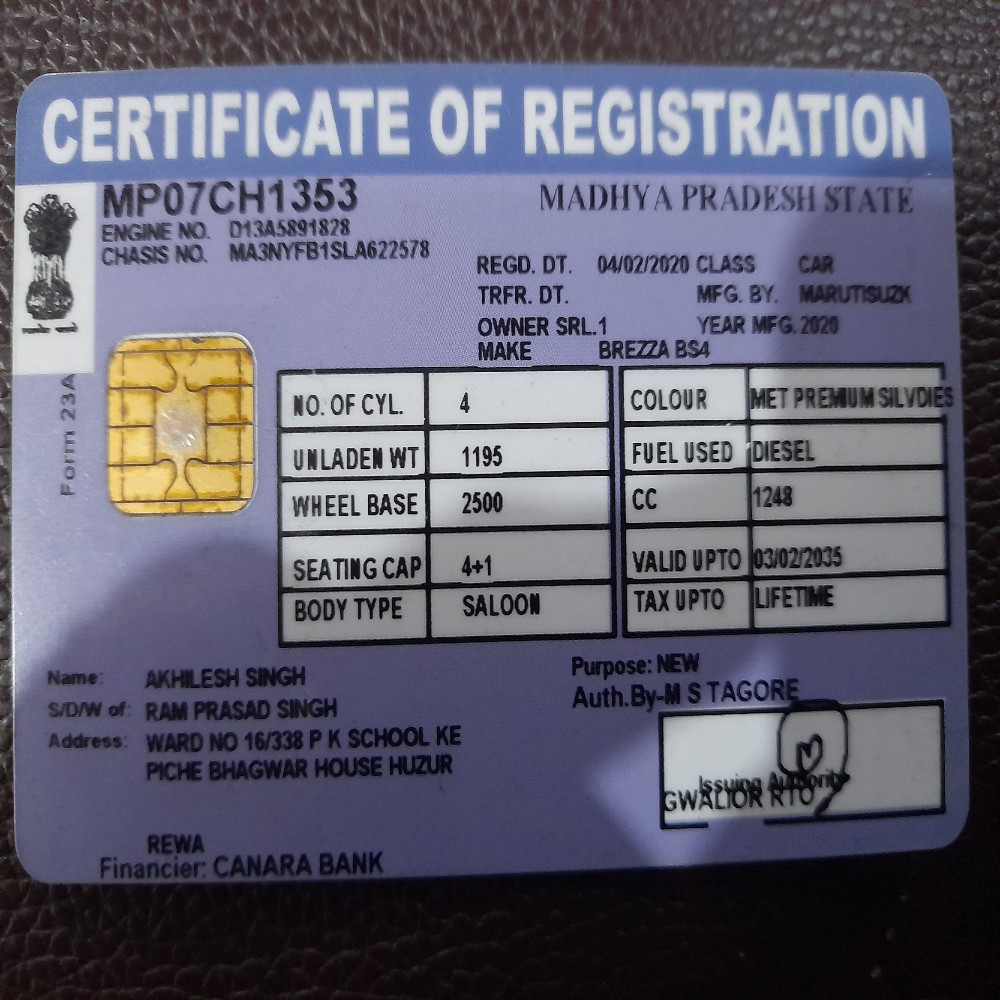 CERTIFICATE OF REGISTRATION
MP07CH1353
MADHYA PRADESH STATE
ENGINE NO. D13A5891828
CHASIS NO. MA3NYFB1SLA622578
REGD. DT. 04/02/2020 CLASS CAR
TRFR. DT. MFG. BY. MARUTISUZK
OWNER SRL.1 YEAR MFG.2020
MAKE BREZZA BS4
Form 23A
NO. OF CYL. 4 COLOUR MET PREMIUM SILVDIES
UNLADEN WT 1195 FUEL USED DIESEL
WHEEL BASE 2500 CC 1248
SEATING CAP 4+1 VALID UPTO 03/02/2035
BODY TYPE SALOON TAX UPTO LIFETIME
Name: AKHILESH SINGH
S/D/W of: RAM PRASAD SINGH
Address: WARD NO 16/338 P K SCHOOL KE
PICHE BHAGWAR HOUSE HUZUR
REWA
Financier: CANARA BANK
Purpose: NEW
Auth.By-M S TAGORE
Issuing Authority
GWALIOR RTO